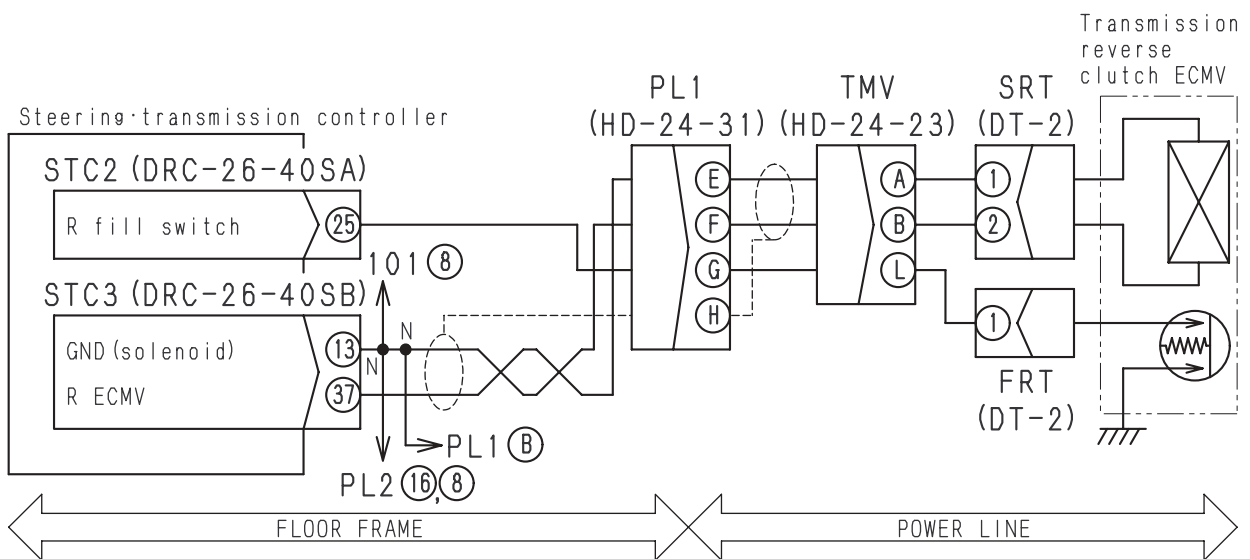 Transmission
reverse
clutch ECMV
PL1
(HD-24-31)
TMV
(HD-24-23)
SRT
(DT-2)
Steering·transmission controller
STC2 (DRC-26-40SA)
R fill switch
25
101 8
STC3 (DRC-26-40SB)
GND (solenoid)
13
R ECMV
37
N
N
PL1 B
PL2 16,8
E
F
G
H
A
B
L
1
2
1
FRT
(DT-2)
FLOOR FRAME
POWER LINE